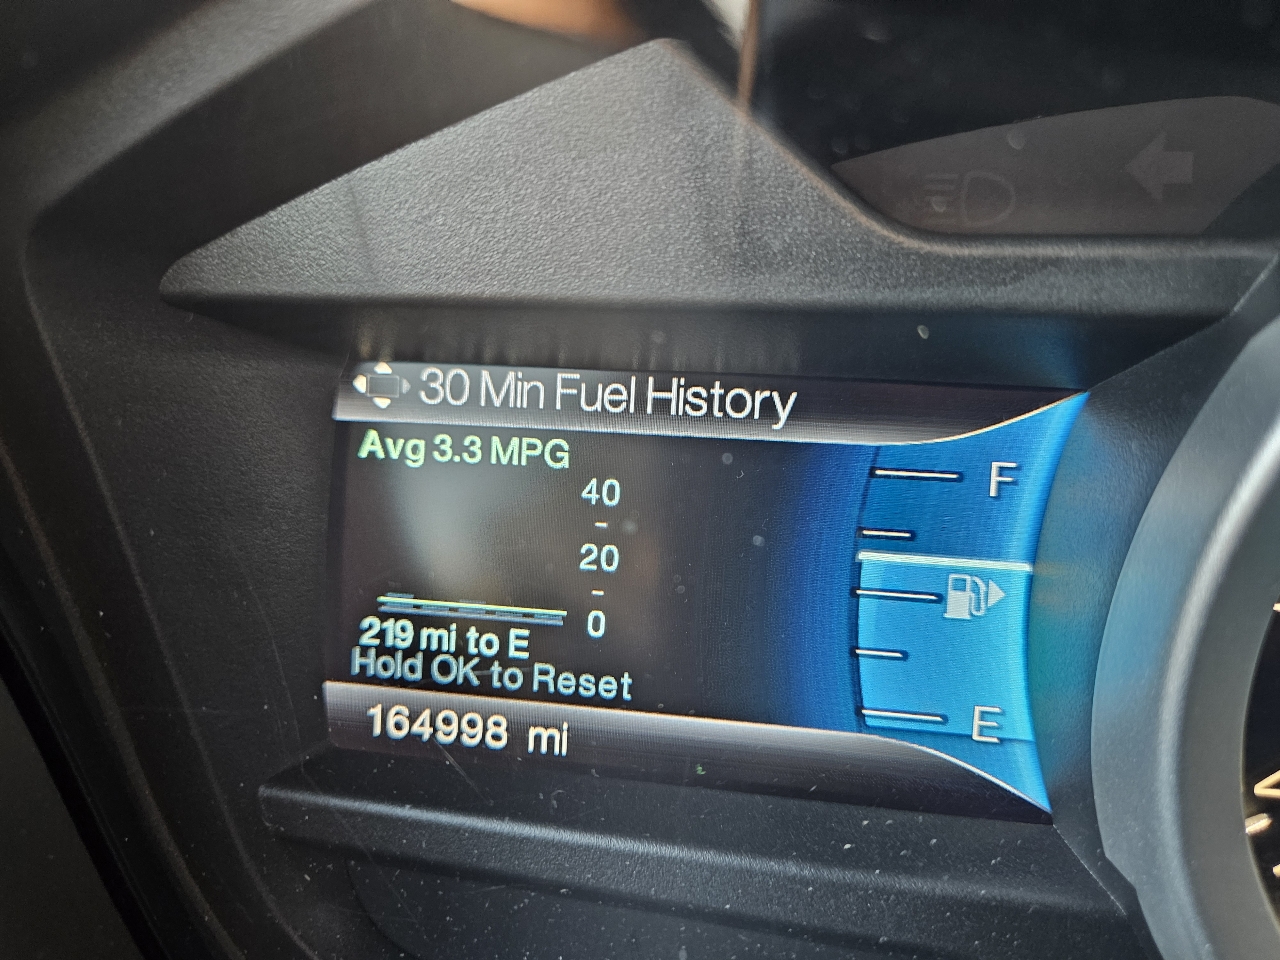 30 Min Fuel History
Avg 3.3 MPG
40
20
0
219 mi to E
Hold OK to Reset
164998 mi
F
E